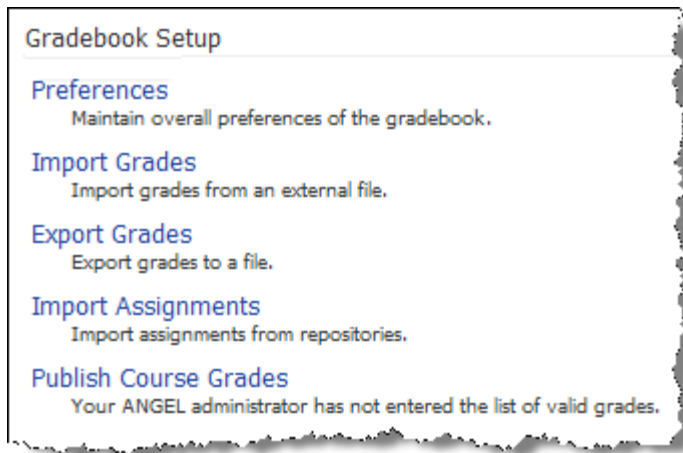 Gradebook Setup
Preferences
Maintain overall preferences of the gradebook.
Import Grades
Import grades from an external file.
Export Grades
Export grades to a file.
Import Assignments
Import assignments from repositories.
Publish Course Grades
Your ANGEL administrator has not entered the list of valid grades.